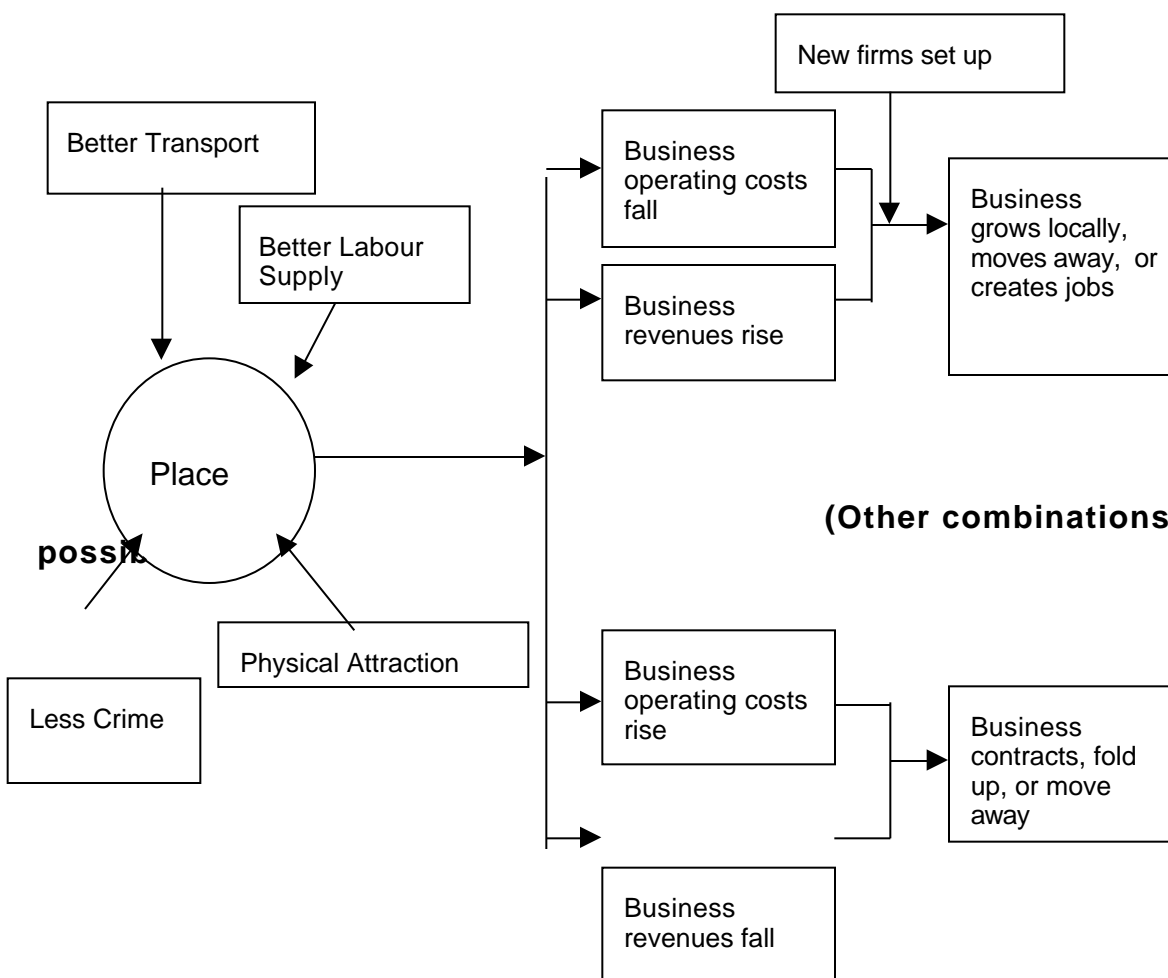 New firms set up
Better Transport
Business
operating costs
fall
Business
grows locally,
moves away, or
creates jobs
Better Labour
Supply
Business
revenues rise
Place
(Other combinations
possib
Physical Attraction
Less Crime
Business
operating costs
rise
Business
contracts, fold
up, or move
away
Business
revenues fall